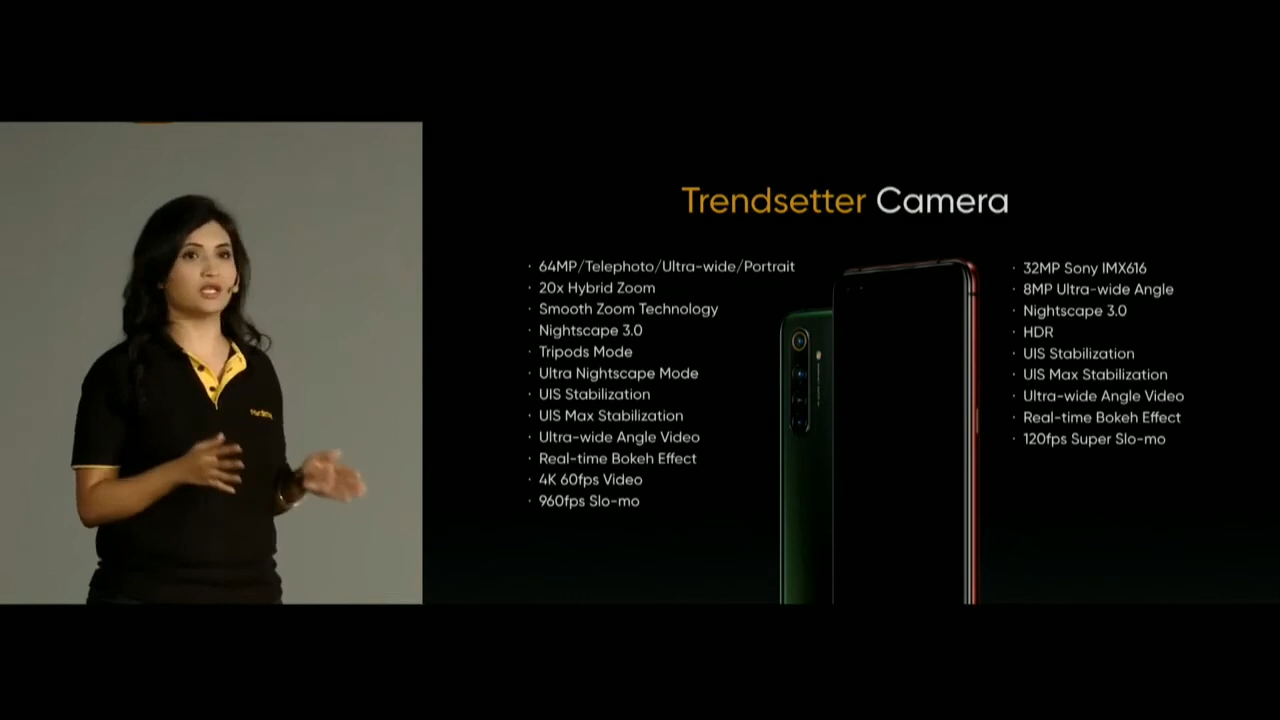 Trendsetter Camera
· 64MP/Telephoto/Ultra-wide/Portrait
· 20x Hybrid Zoom
· Smooth Zoom Technology
· Nightscape 3.0
· Tripods Mode
· Ultra Nightscape Mode
· UIS Stabilization
· UIS Max Stabilization
· Ultra-wide Angle Video
· Real-time Bokeh Effect
· 4K 60fps Video
· 960fps Slo-mo
· 32MP Sony IMX616
· 8MP Ultra-wide Angle
· Nightscape 3.0
· HDR
· UIS Stabilization
· UIS Max Stabilization
· Ultra-wide Angle Video
· Real-time Bokeh Effect
· 120fps Super Slo-mo